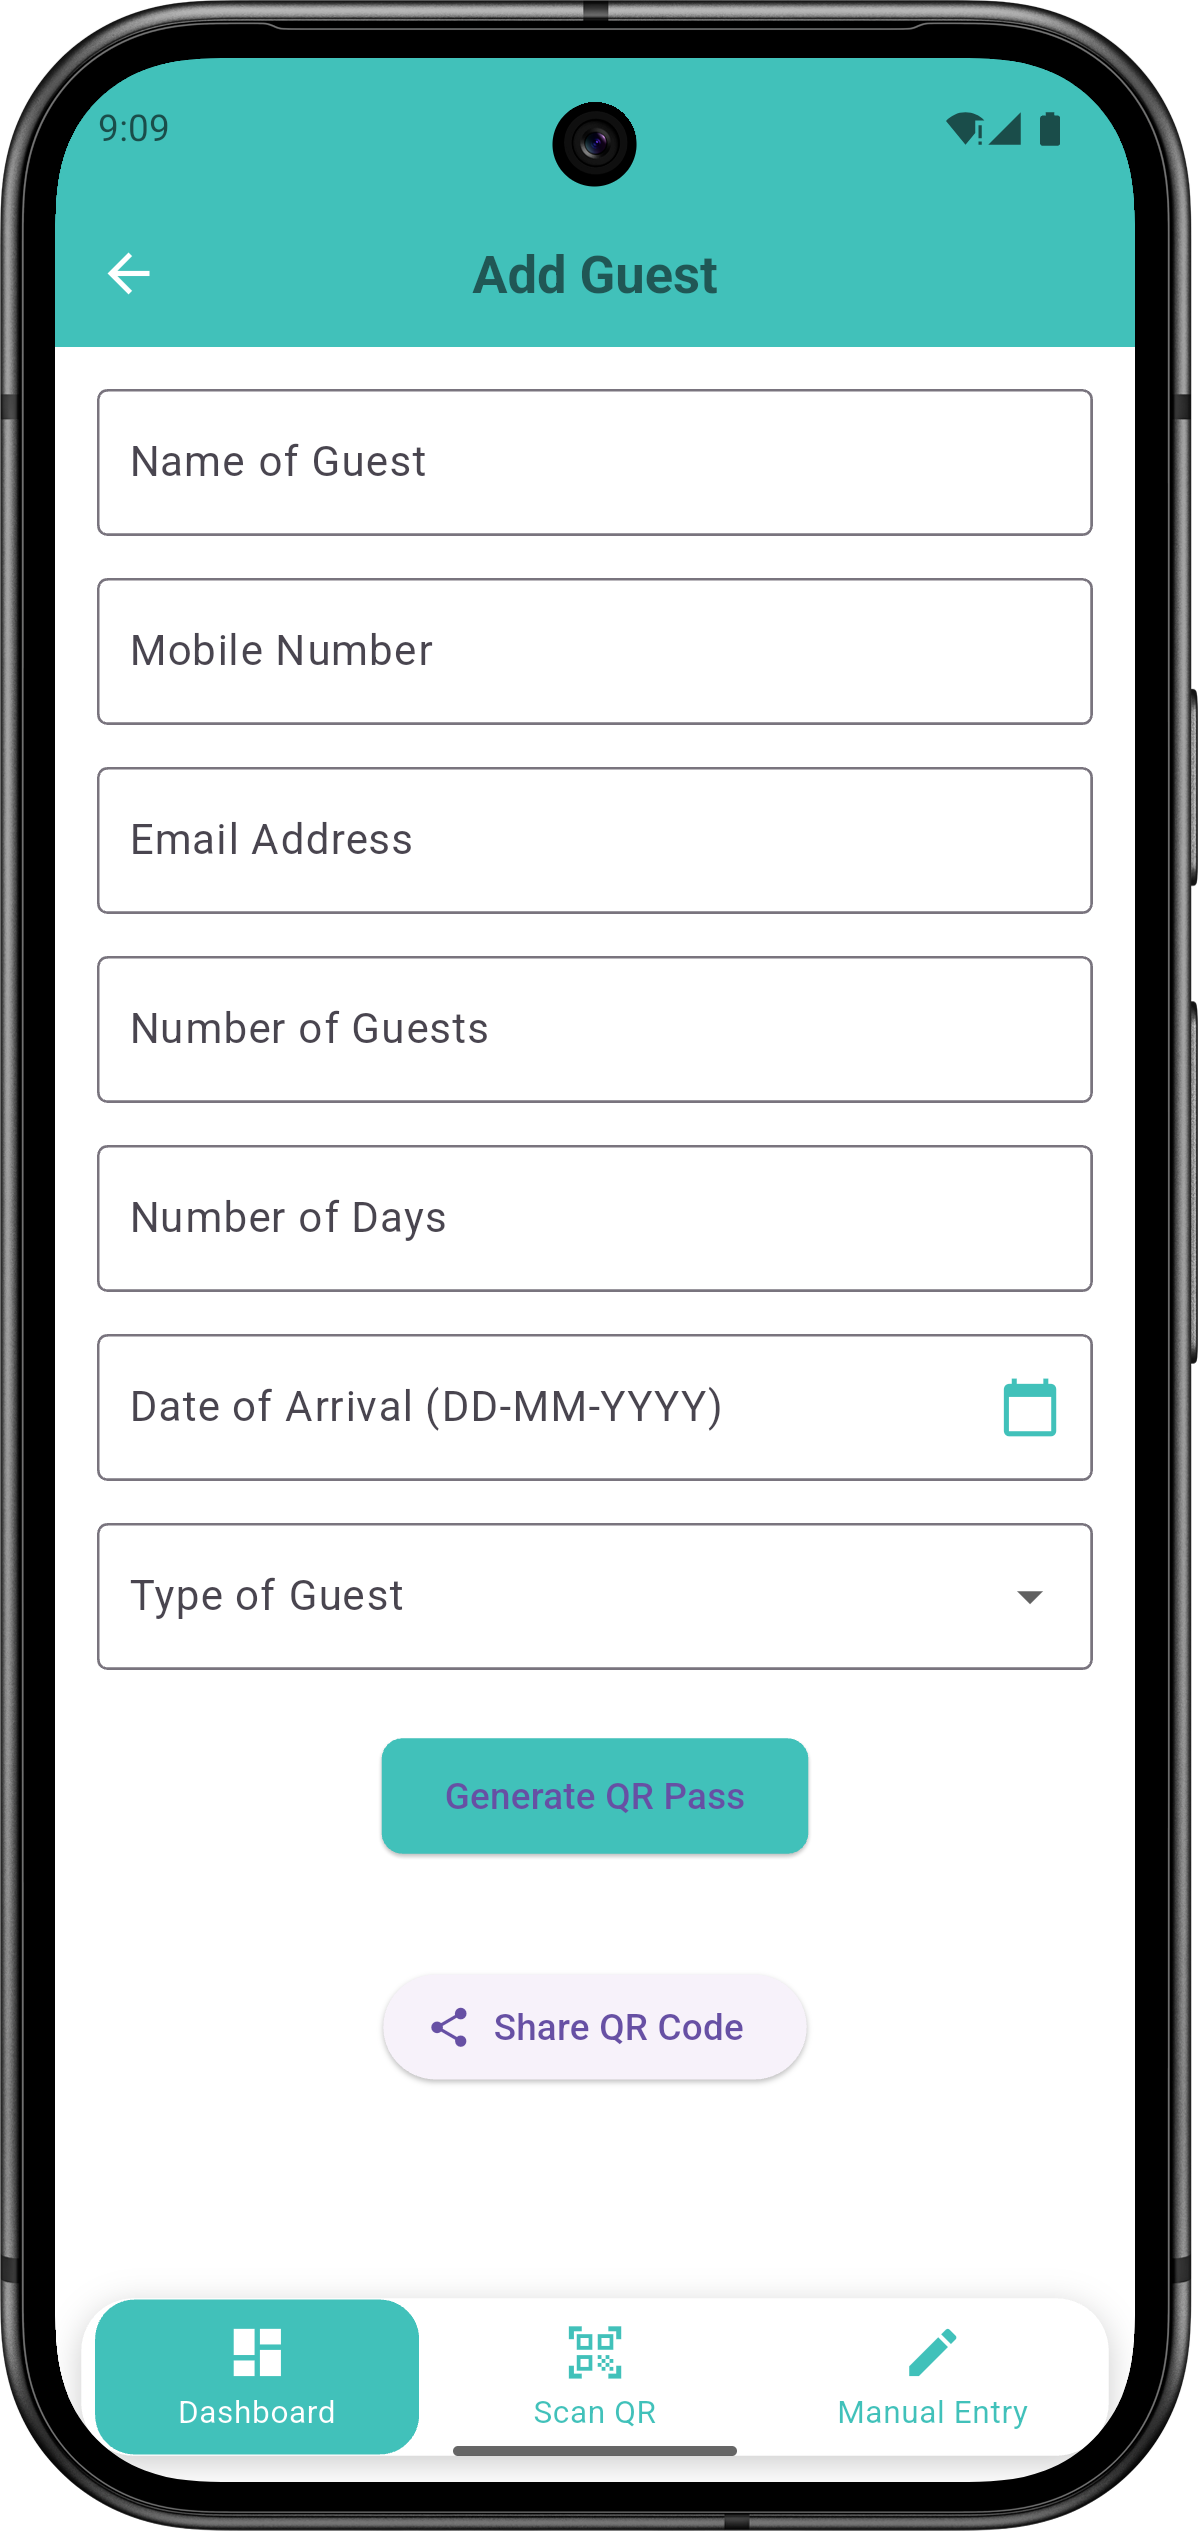 9:09
Add Guest
Name of Guest
Mobile Number
Email Address
Number of Guests
Number of Days
Date of Arrival (DD-MM-YYYY)
Type of Guest
Generate QR Pass
Share QR Code
Dashboard
Scan QR
Manual Entry